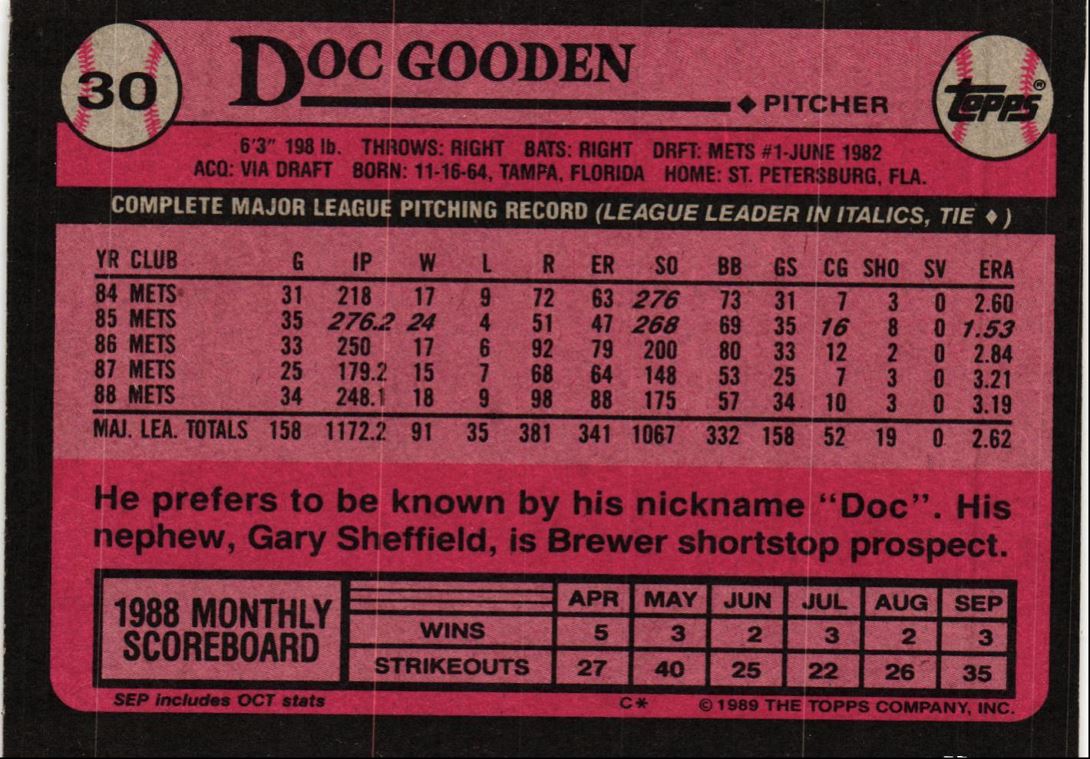 30
DOC GOODEN
◆ PITCHER
topps®
6'3" 198 lb. THROWS: RIGHT BATS: RIGHT DRFT: METS #1-JUNE 1982
ACQ: VIA DRAFT BORN: 11-16-64, TAMPA, FLORIDA HOME: ST. PETERSBURG, FLA.
COMPLETE MAJOR LEAGUE PITCHING RECORD (LEAGUE LEADER IN ITALICS, TIE ♦)
YR CLUB G IP W L R ER SO BB GS CG SHO SV ERA
84 METS 31 218 17 9 72 63 276 73 31 7 3 0 2.60
85 METS 35 276.2 24 4 51 47 268 69 35 16 8 0 1.53
86 METS 33 250 17 6 92 79 200 80 33 12 2 0 2.84
87 METS 25 179.2 15 7 68 64 148 53 25 7 3 0 3.21
88 METS 34 248.1 18 9 98 88 175 57 34 10 3 0 3.19
MAJ. LEA. TOTALS 158 1172.2 91 35 381 341 1067 332 158 52 19 0 2.62
He prefers to be known by his nickname "Doc". His
nephew, Gary Sheffield, is Brewer shortstop prospect.
1988 MONTHLY
SCOREBOARD
APR MAY JUN JUL AUG SEP
WINS 5 3 2 3 2 3
STRIKEOUTS 27 40 25 22 26 35
SEP includes OCT stats C* © 1989 THE TOPPS COMPANY, INC.